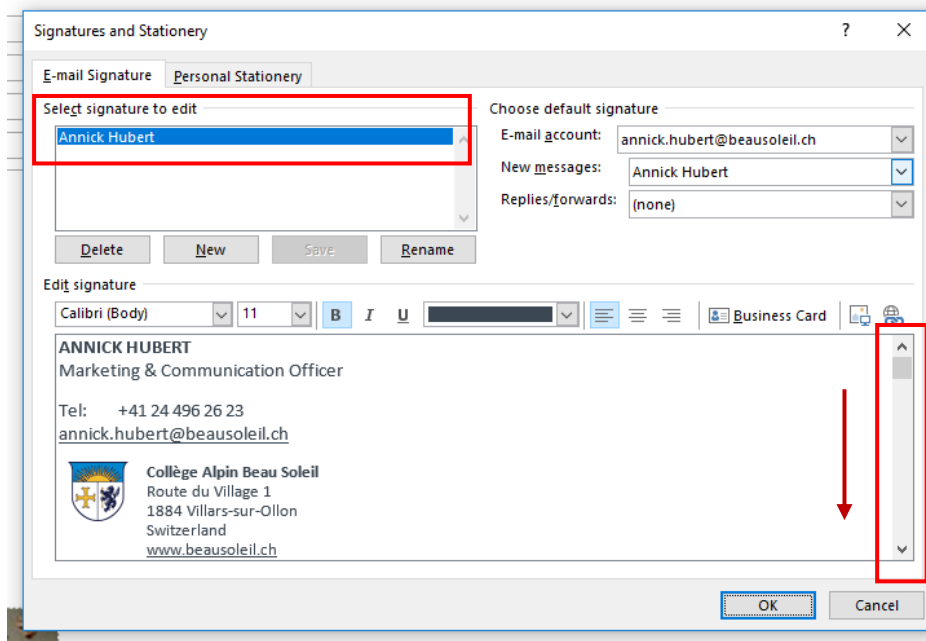 Signatures and Stationery
E-mail Signature Personal Stationery
Select signature to edit
Annick Hubert
Delete New Save Rename
Choose default signature
E-mail account: annick.hubert@beausoleil.ch
New messages: Annick Hubert
Replies/forwards: (none)
Edit signature
Calibri (Body) 11 B I U Business Card
ANNICK HUBERT
Marketing & Communication Officer
Tel: +41 24 496 26 23
annick.hubert@beausoleil.ch
Collège Alpin Beau Soleil
Route du Village 1
1884 Villars-sur-Ollon
Switzerland
www.beausoleil.ch
OK Cancel